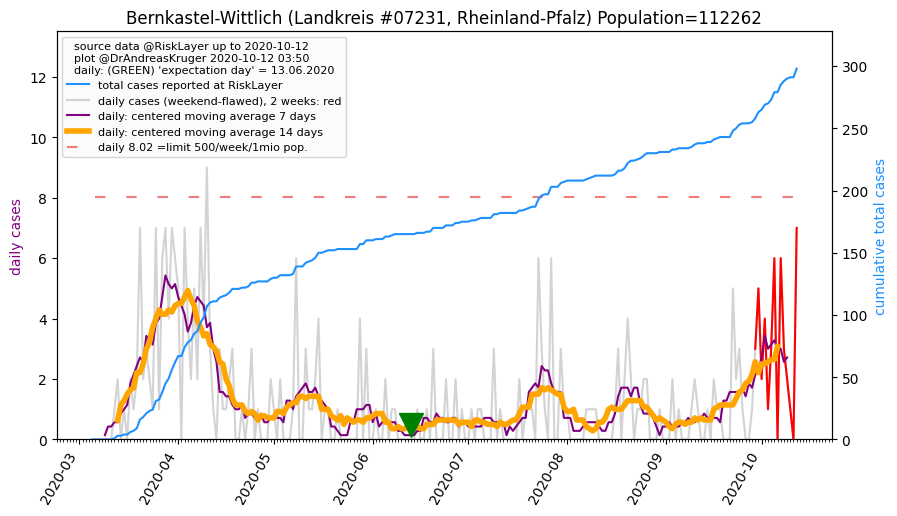 Bernkastel-Wittlich (Landkreis #07231, Rheinland-Pfalz) Population=112262
source data @RiskLayer up to 2020-10-12
plot @DrAndreasKruger 2020-10-12 03:50
daily: (GREEN) 'expectation day' = 13.06.2020
total cases reported at RiskLayer
daily cases (weekend-flawed), 2 weeks: red
daily: centered moving average 7 days
daily: centered moving average 14 days
daily 8.02 =limit 500/week/1mio pop.
daily cases
12
10
8
6
4
2
0
300
250
200
150
100
50
0
cumulative total cases
2020-03
2020-04
2020-05
2020-06
2020-07
2020-08
2020-09
2020-10